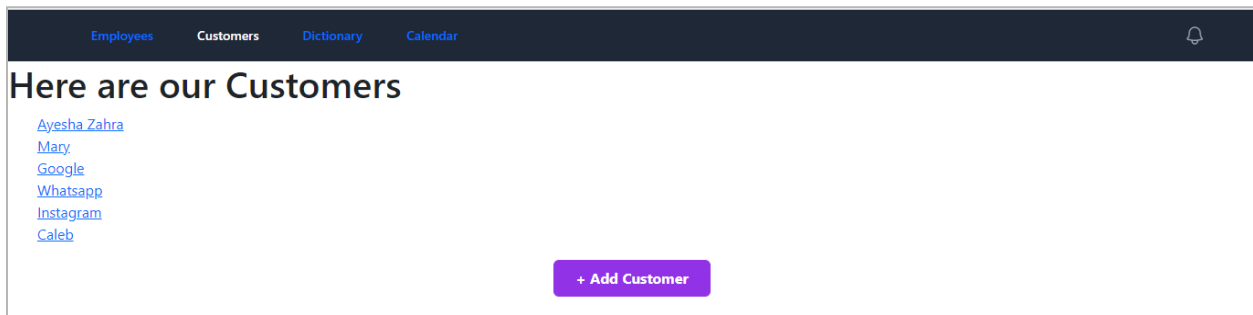 Employees Customers Dictionary Calendar
Here are our Customers
Ayesha Zahra
Mary
Google
Whatsapp
Instagram
Caleb
+ Add Customer